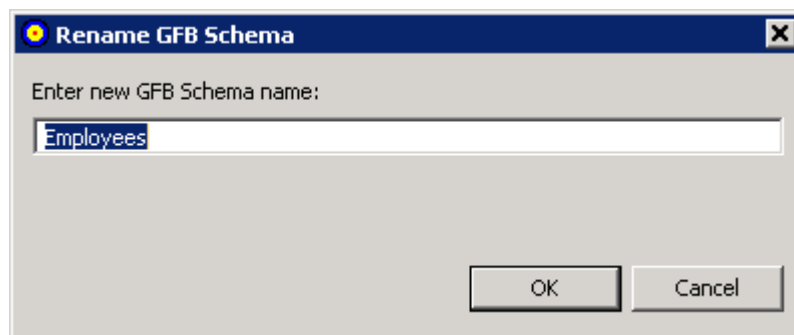 Rename GFB Schema
Enter new GFB Schema name:
Employees
OK
Cancel